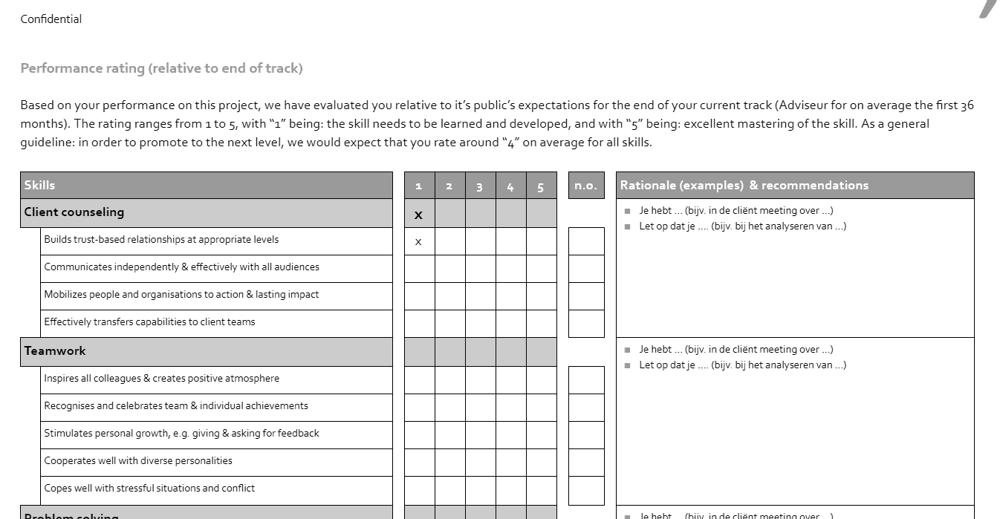 Confidential
Performance rating (relative to end of track)
Based on your performance on this project, we have evaluated you relative to it's public's expectations for the end of your current track (Adviseur for on average the first 36
months). The rating ranges from 1 to 5, with “1” being: the skill needs to be learned and developed, and with “5” being: excellent mastering of the skill. As a general
guideline: in order to promote to the next level, we would expect that you rate around “4” on average for all skills.
Skills 1 2 3 4 5 n.o. Rationale (examples) & recommendations
Client counseling x
▪ Je hebt ... (bijv. in de cliënt meeting over ...)
▪ Let op dat je .... (bijv. bij het analyseren van ...)
Builds trust-based relationships at appropriate levels x
Communicates independently & effectively with all audiences
Mobilizes people and organisations to action & lasting impact
Effectively transfers capabilities to client teams
Teamwork
▪ Je hebt ... (bijv. in de cliënt meeting over ...)
▪ Let op dat je .... (bijv. bij het analyseren van ...)
Inspires all colleagues & creates positive atmosphere
Recognises and celebrates team & individual achievements
Stimulates personal growth, e.g. giving & asking for feedback
Cooperates well with diverse personalities
Copes well with stressful situations and conflict
Problem solving
▪ Je hebt ... (bijv. in de cliënt meeting over ...)